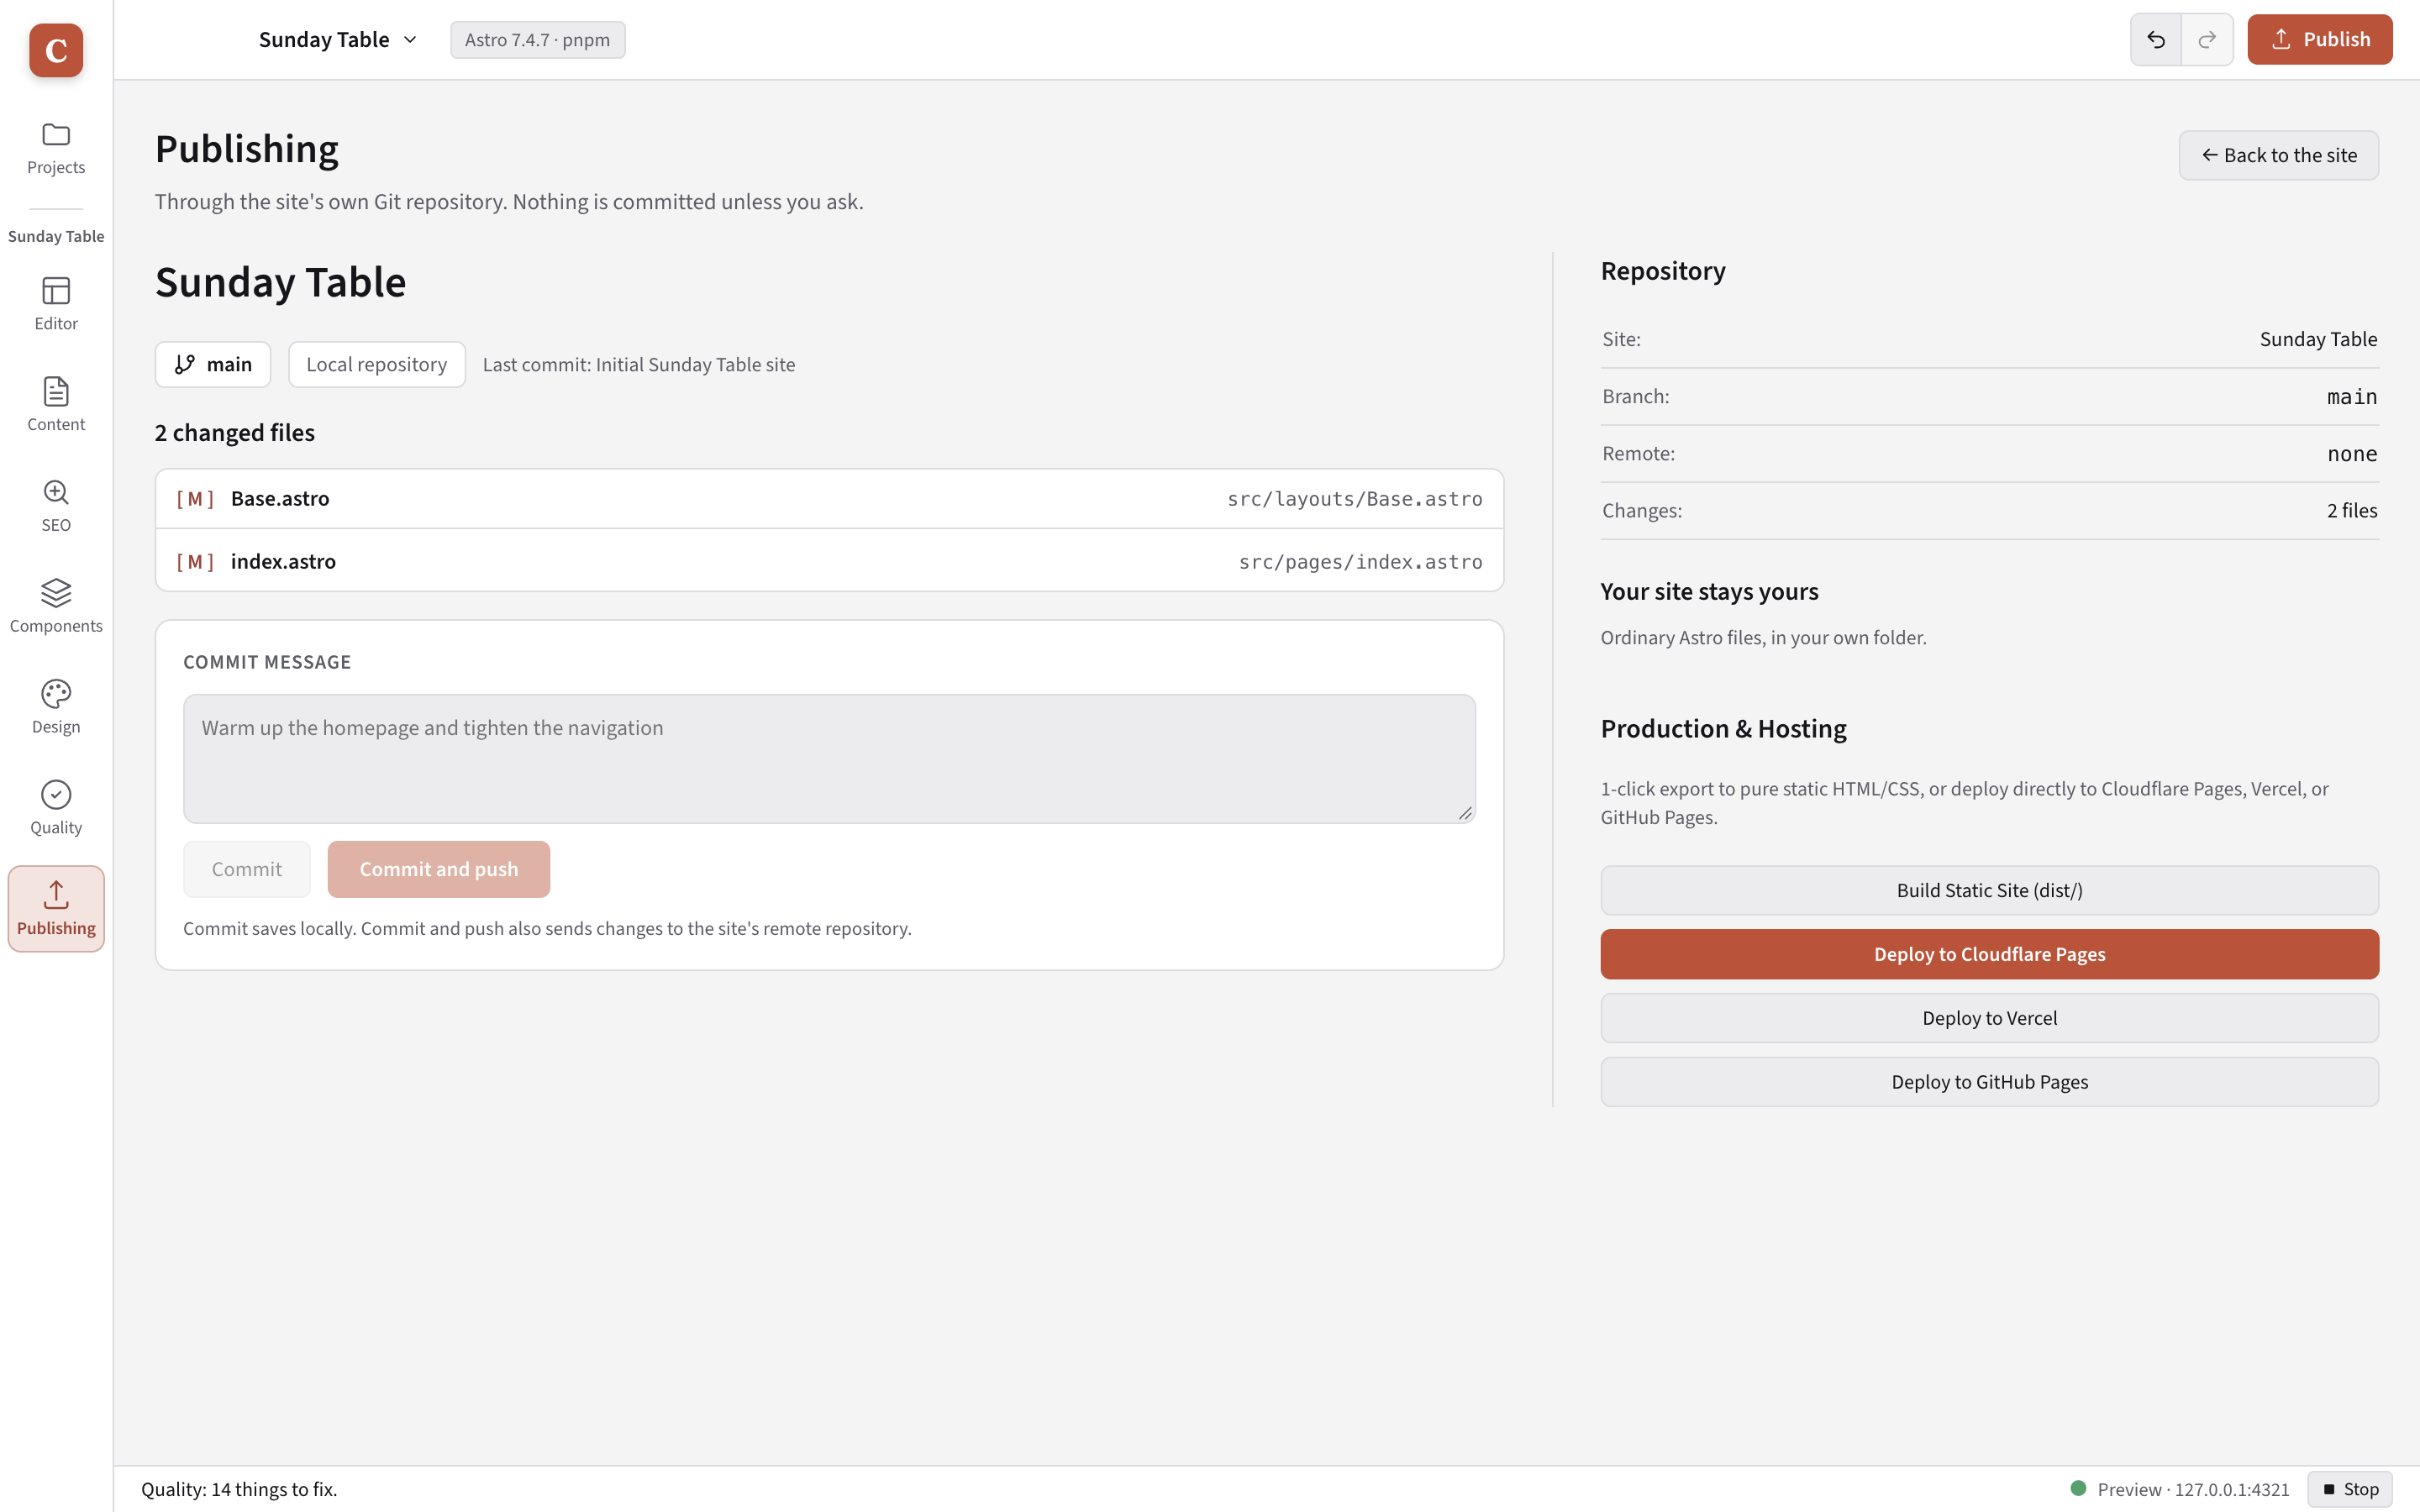 C
Sunday Table
Astro 7.4.7 · pnpm
Publish
Projects
Sunday Table
Editor
Content
SEO
Components
Design
Quality
Publishing
Publishing
← Back to the site
Through the site's own Git repository. Nothing is committed unless you ask.
Sunday Table
main
Local repository
Last commit: Initial Sunday Table site
2 changed files
[ M ] Base.astro src/layouts/Base.astro
[ M ] index.astro src/pages/index.astro
COMMIT MESSAGE
Warm up the homepage and tighten the navigation
Commit
Commit and push
Commit saves locally. Commit and push also sends changes to the site's remote repository.
Repository
Site: Sunday Table
Branch: main
Remote: none
Changes: 2 files
Your site stays yours
Ordinary Astro files, in your own folder.
Production & Hosting
1-click export to pure static HTML/CSS, or deploy directly to Cloudflare Pages, Vercel, or
GitHub Pages.
Build Static Site (dist/)
Deploy to Cloudflare Pages
Deploy to Vercel
Deploy to GitHub Pages
Quality: 14 things to fix.
Preview · 127.0.0.1:4321
Stop